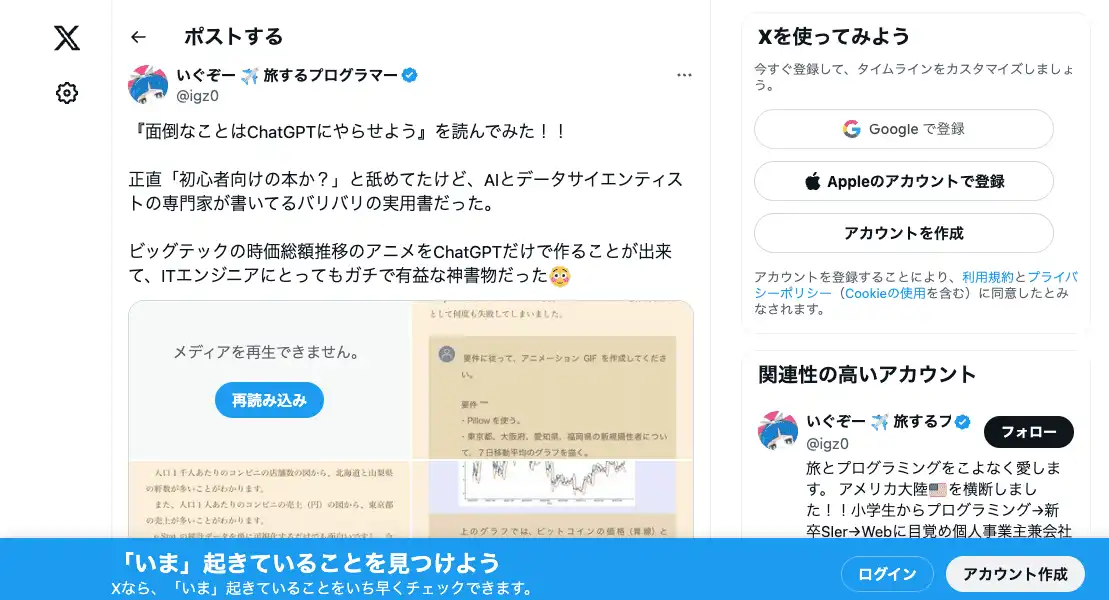 ポストする
いぐぞー ✈️ 旅するプログラマー
@igz0
『面倒なことはChatGPTにやらせよう』を読んでみた！！
正直「初心者向けの本か？」と舐めてたけど、AIとデータサイエンティス
トの専門家が書いてるバリバリの実用書だった。
ビッグテックの時価総額推移のアニメをChatGPTだけで作ることが出来
て、ITエンジニアにとってもガチで有益な神書物だった😳
メディアを再生できません。
再読み込み
として何度も失敗してしまいました。
要件に従って、アニメーション GIF を作成してくださ
い。
要件 """
・Pillow を使う。
・東京都、大阪府、愛知県、福岡県の新規陽性者につい
て、７日移動平均のグラフを描く。
人口１千人あたりのコンビニの店舗数の図から、北海道と山梨県
の軒数が多いことがわかります。
また、人口１人あたりのコンビニの売上（円）の図から、東京都
の売上が多いことがわかります。
上のグラフでは、ビットコインの価格（青線）と
Xを使ってみよう
今すぐ登録して、タイムラインをカスタマイズしましょ
う。
Google で登録
Appleのアカウントで登録
アカウントを作成
アカウントを登録することにより、利用規約とプライバ
シーポリシー（Cookieの使用を含む）に同意したとみ
なされます。
関連性の高いアカウント
いぐぞー ✈️ 旅するプ
@igz0
フォロー
旅とプログラミングをこよなく愛しま
す。 アメリカ大陸🇺🇸を横断しまし
た！！小学生からプログラミング→新
卒SIer→Webに目覚め個人事業主兼会社
「いま」起きていることを見つけよう
Xなら、「いま」起きていることをいち早くチェックできます。
ログイン
アカウント作成